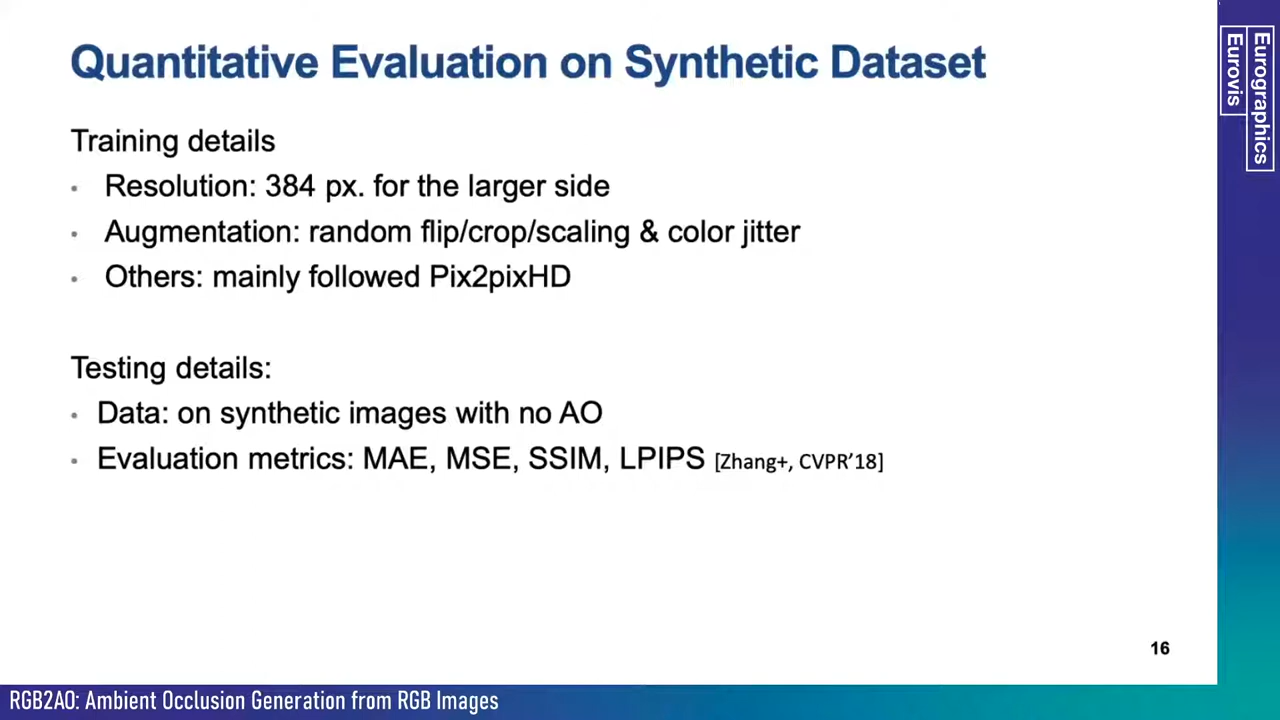 Quantitative Evaluation on Synthetic Dataset
Training details
• Resolution: 384 px. for the larger side
• Augmentation: random flip/crop/scaling & color jitter
• Others: mainly followed Pix2pixHD
Testing details:
• Data: on synthetic images with no AO
• Evaluation metrics: MAE, MSE, SSIM, LPIPS [Zhang+, CVPR’18]
16
Eurographics
Eurovis
RGB2AO: Ambient Occlusion Generation from RGB Images